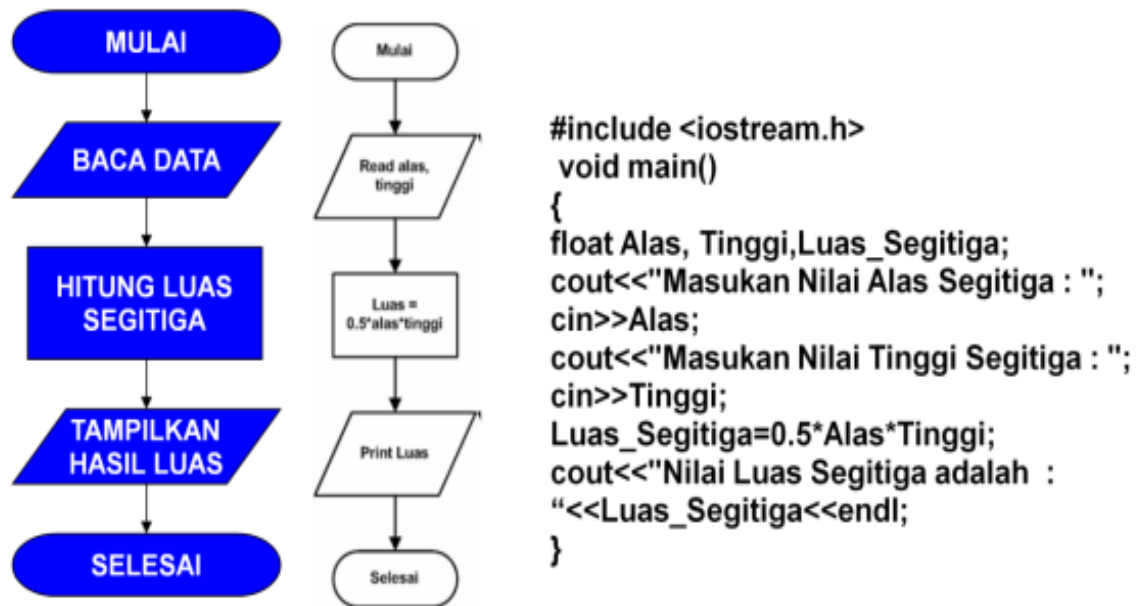 MULAI
BACA DATA
HITUNG LUAS
SEGITIGA
TAMPILKAN
HASIL LUAS
SELESAI
Mulai
Read alas,
tinggi
Luas =
0.5*alas*tinggi
Print Luas
Selesai
#include <iostream.h>
void main()
{
float Alas, Tinggi,Luas_Segitiga;
cout<<"Masukan Nilai Alas Segitiga : ";
cin>>Alas;
cout<<"Masukan Nilai Tinggi Segitiga : ";
cin>>Tinggi;
Luas_Segitiga=0.5*Alas*Tinggi;
cout<<"Nilai Luas Segitiga adalah  :
“<<Luas_Segitiga<<endl;
}